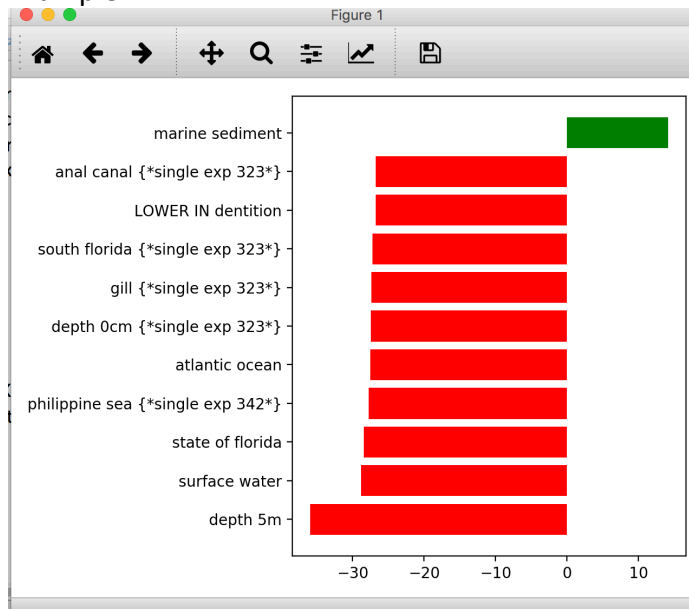 Figure 1
marine sediment
anal canal {*single exp 323*}
LOWER IN dentition
south florida {*single exp 323*}
gill {*single exp 323*}
depth 0cm {*single exp 323*}
atlantic ocean
philippine sea {*single exp 342*}
state of florida
surface water
depth 5m
−30 −20 −10 0 10